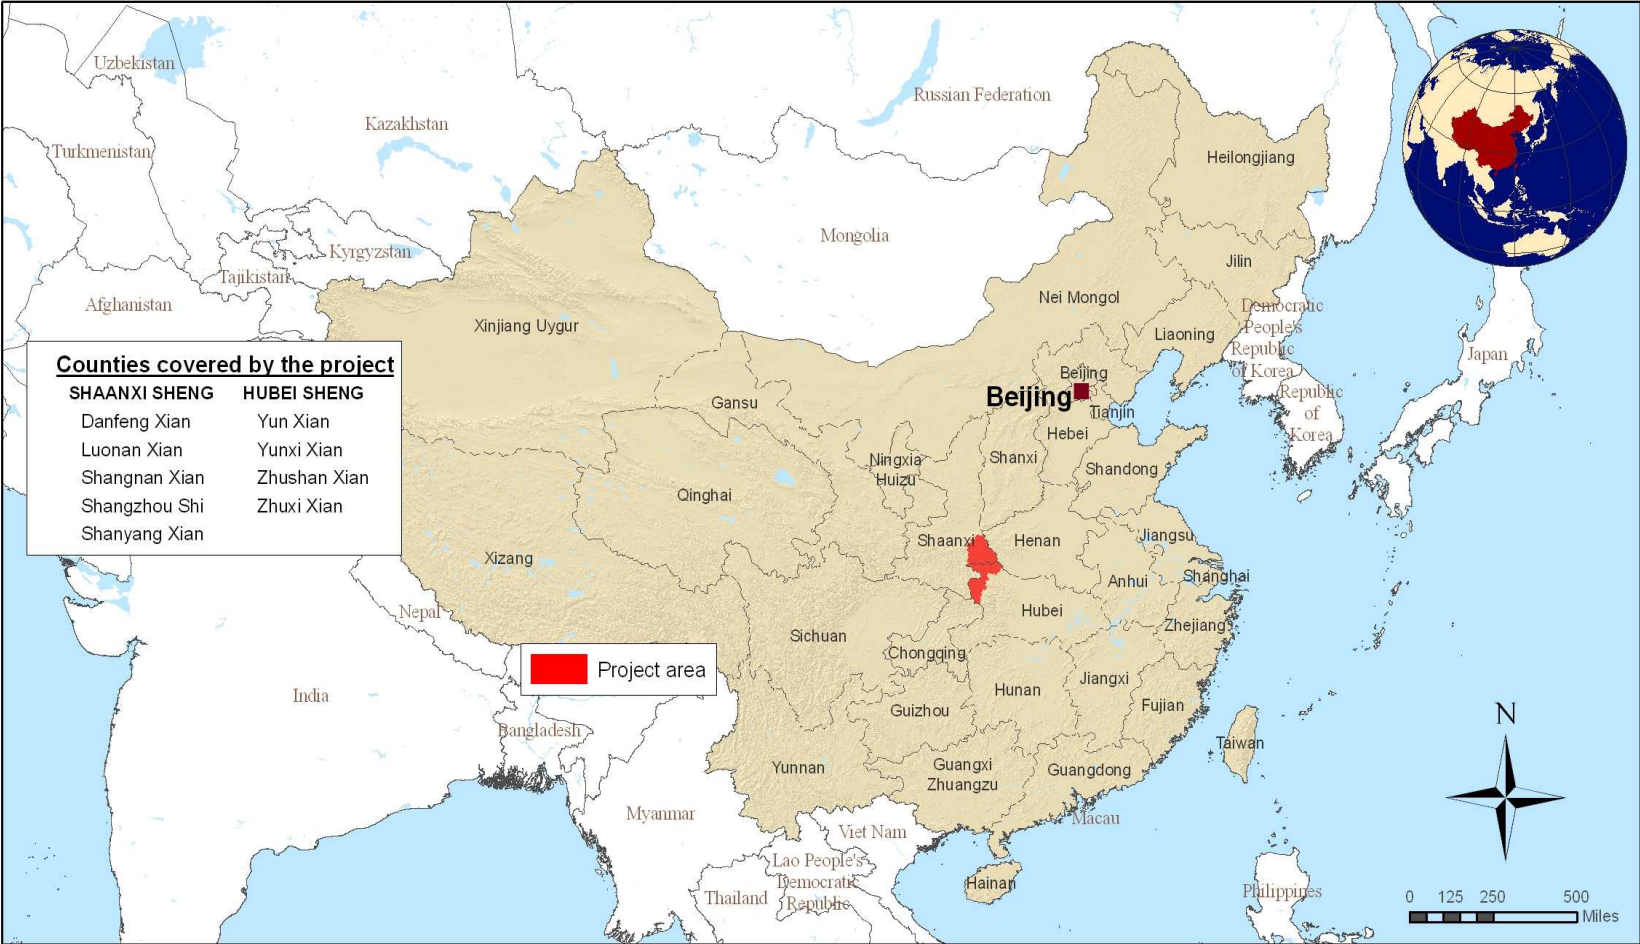 Uzbekistan
Russian Federation
Kazakhstan
Turkmenistan
Heilongjiang
Mongolia
Kyrgyzstan
Jilin
Tajikistan
Nei Mongol
Afghanistan
Democratic
People's
Republic
of Korea
Xinjiang Uygur
Liaoning
Japan
Counties covered by the project
SHAANXI SHENG HUBEI SHENG
Danfeng Xian Yun Xian
Luonan Xian Yunxi Xian
Shangnan Xian Zhushan Xian
Shangzhou Shi Zhuxi Xian
Shanyang Xian
Beijing
Beijing
Gansu
Tianjin
Republic
of
Korea
Hebei
Ningxia
Huizu
Shanxi
Shandong
Qinghai
Shaanxi
Henan
Jiangsu
Xizang
Anhui
Shanghai
Nepal
Hubei
Zhejiang
Sichuan
Chongqing
Project area
India
Hunan
Jiangxi
Guizhou
Fujian
N
Bangladesh
Taiwan
Yunnan
Guangxi
Zhuangzu
Guangdong
Myanmar
Macau
Viet Nam
Lao People's
Democratic
Republic
Thailand
Hainan
Philippines
0 125 250 500
Miles